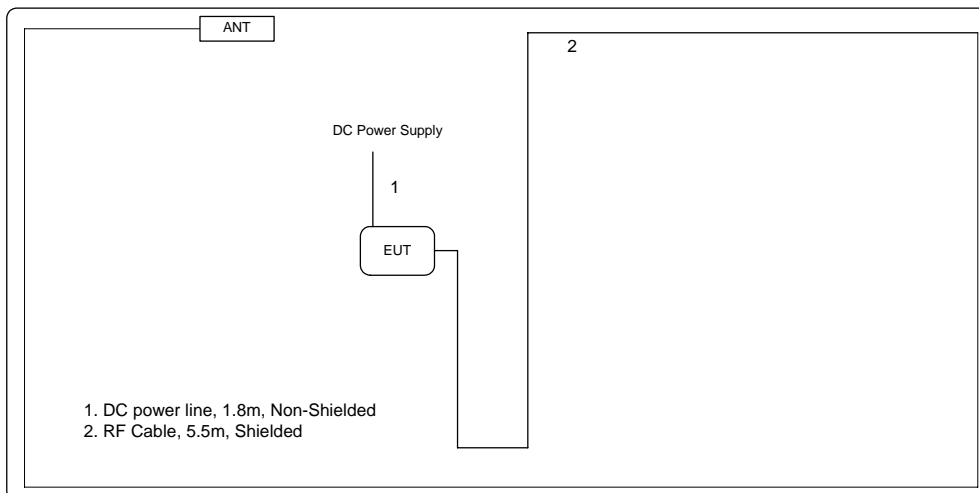 ANT
2
DC Power Supply
1
EUT
1. DC power line, 1.8m, Non-Shielded
2. RF Cable, 5.5m, Shielded